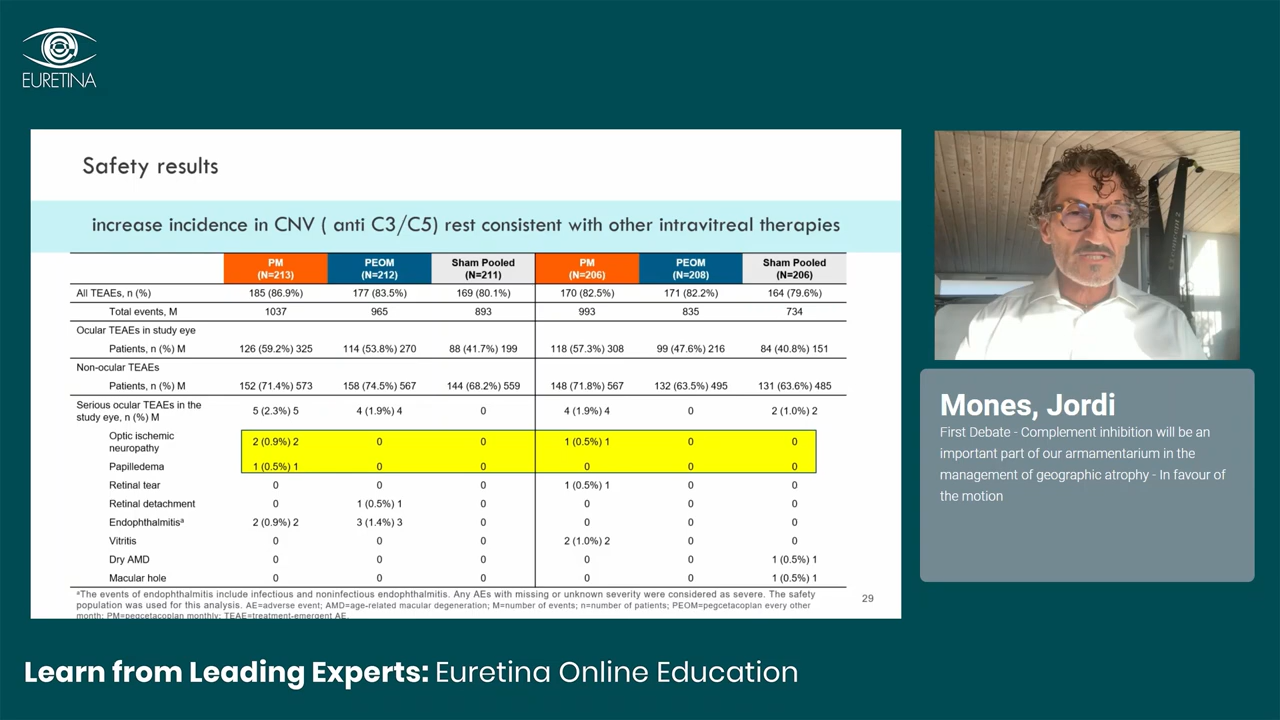 EURETINA
Safety results
increase incidence in CNV ( anti C3/C5) rest consistent with other intravitreal therapies
PM PEOM Sham Pooled PM PEOM Sham Pooled
(N=213) (N=212) (N=211) (N=206) (N=208) (N=206)
All TEAEs, n (%) 185 (86.9%) 177 (83.5%) 169 (80.1%) 170 (82.5%) 171 (82.2%) 164 (79.6%)
Total events, M 1037 965 893 993 835 734
Ocular TEAEs in study eye
Patients, n (%) M 126 (59.2%) 325 114 (53.8%) 270 88 (41.7%) 199 118 (57.3%) 308 99 (47.6%) 216 84 (40.8%) 151
Non-ocular TEAEs
Patients, n (%) M 152 (71.4%) 573 158 (74.5%) 567 144 (68.2%) 559 148 (71.8%) 567 132 (63.5%) 495 131 (63.6%) 485
Serious ocular TEAEs in the
study eye, n (%) M 5 (2.3%) 5 4 (1.9%) 4 0 4 (1.9%) 4 0 2 (1.0%) 2
Optic ischemic
neuropathy 2 (0.9%) 2 0 0 1 (0.5%) 1 0 0
Papilledema 1 (0.5%) 1 0 0 0 0 0
Retinal tear 0 0 0 1 (0.5%) 1 0 0
Retinal detachment 0 1 (0.5%) 1 0 0 0 0
Endophthalmitisª 2 (0.9%) 2 3 (1.4%) 3 0 0 0 0
Vitritis 0 0 0 2 (1.0%) 2 0 0
Dry AMD 0 0 0 0 0 1 (0.5%) 1
Macular hole 0 0 0 0 0 1 (0.5%) 1
ªThe events of endophthalmitis include infectious and noninfectious endophthalmitis. Any AEs with missing or unknown severity were considered as severe. The safety
population was used for this analysis. AE=adverse event; AMD=age-related macular degeneration; M=number of events; n=number of patients; PEOM=pegcetacoplan every other
month; PM=pegcetacoplan monthly; TEAE=treatment-emergent AE.
29
Mones, Jordi
First Debate - Complement inhibition will be an
important part of our armamentarium in the
management of geographic atrophy - In favour of
the motion
Learn from Leading Experts: Euretina Online Education